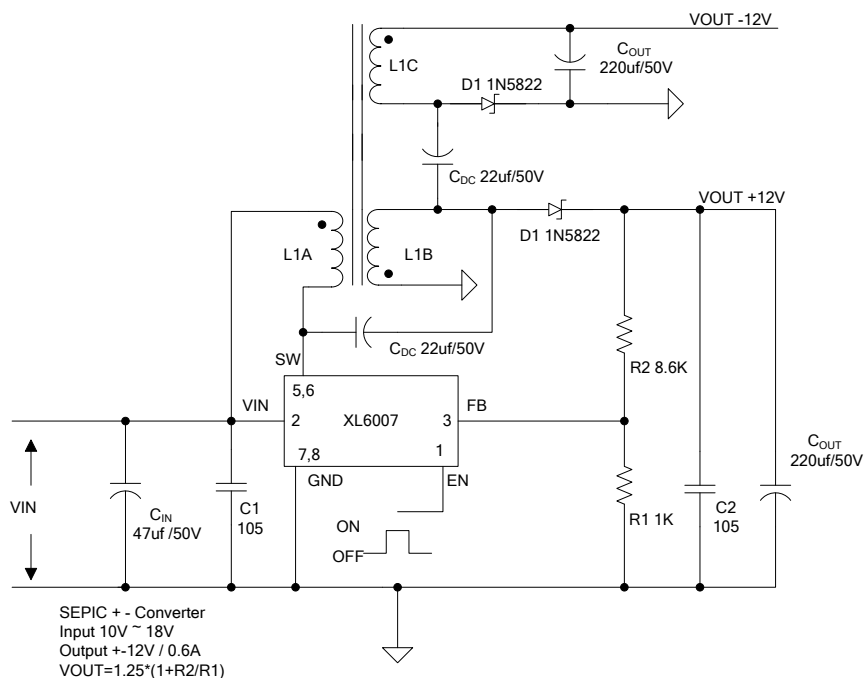 VOUT -12V
COUT
220uf/50V
L1C
D1 1N5822
CDC 22uf/50V
VOUT +12V
L1A
L1B
D1 1N5822
CDC 22uf/50V
SW
R2 8.6K
5,6
VIN
2
XL6007
3
FB
7,8
1
GND
EN
COUT
220uf/50V
VIN
CIN
47uf /50V
C1
105
ON
OFF
R1 1K
C2
105
SEPIC + - Converter
Input 10V ~ 18V
Output +-12V / 0.6A
VOUT=1.25*(1+R2/R1)